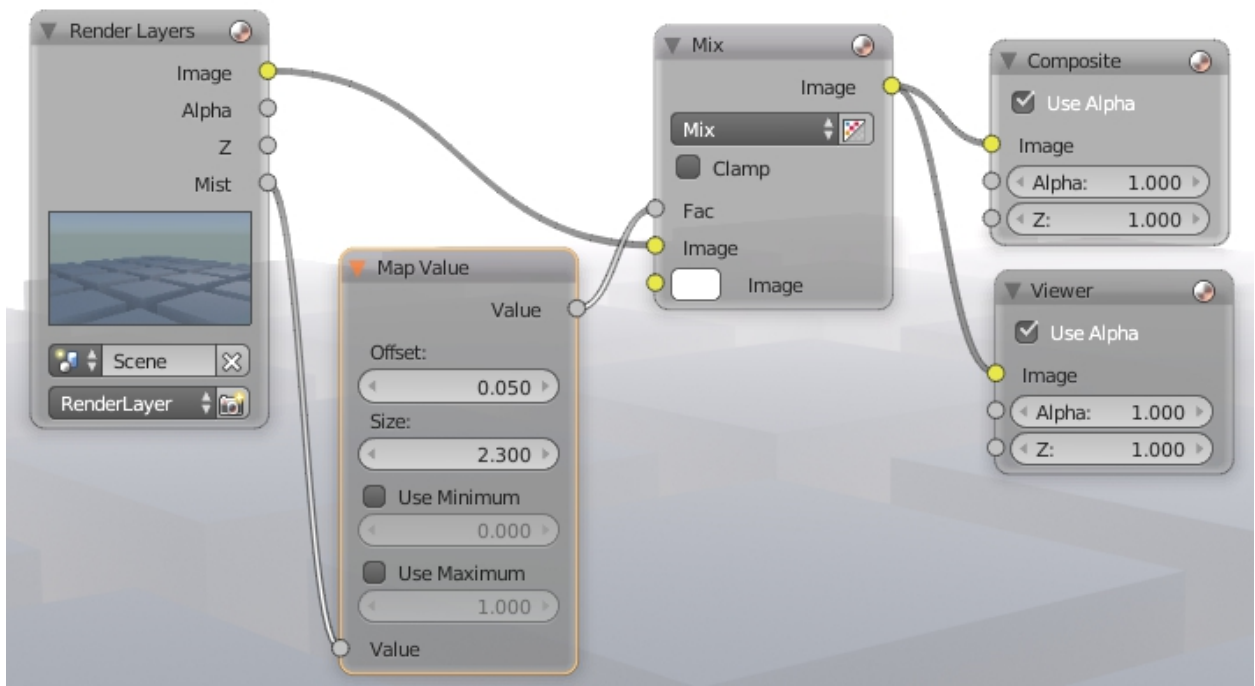 Render Layers
Image
Alpha
Z
Mist
Scene
RenderLayer
Map Value
Value
Offset:
0.050
Size:
2.300
Use Minimum
0.000
Use Maximum
1.000
Value
Mix
Image
Mix
Clamp
Fac
Image
Image
Composite
Use Alpha
Image
Alpha: 1.000
Z: 1.000
Viewer
Use Alpha
Image
Alpha: 1.000
Z: 1.000